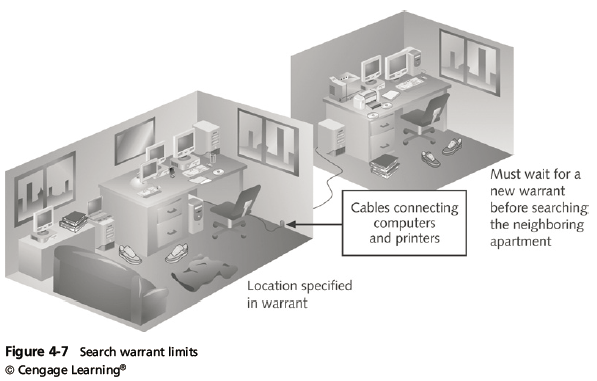 Must wait for a
new warrant
before searching
the neighboring
apartment
Cables connecting
computers
and printers
Location specified
in warrant
Figure 4-7 Search warrant limits
© Cengage Learning®